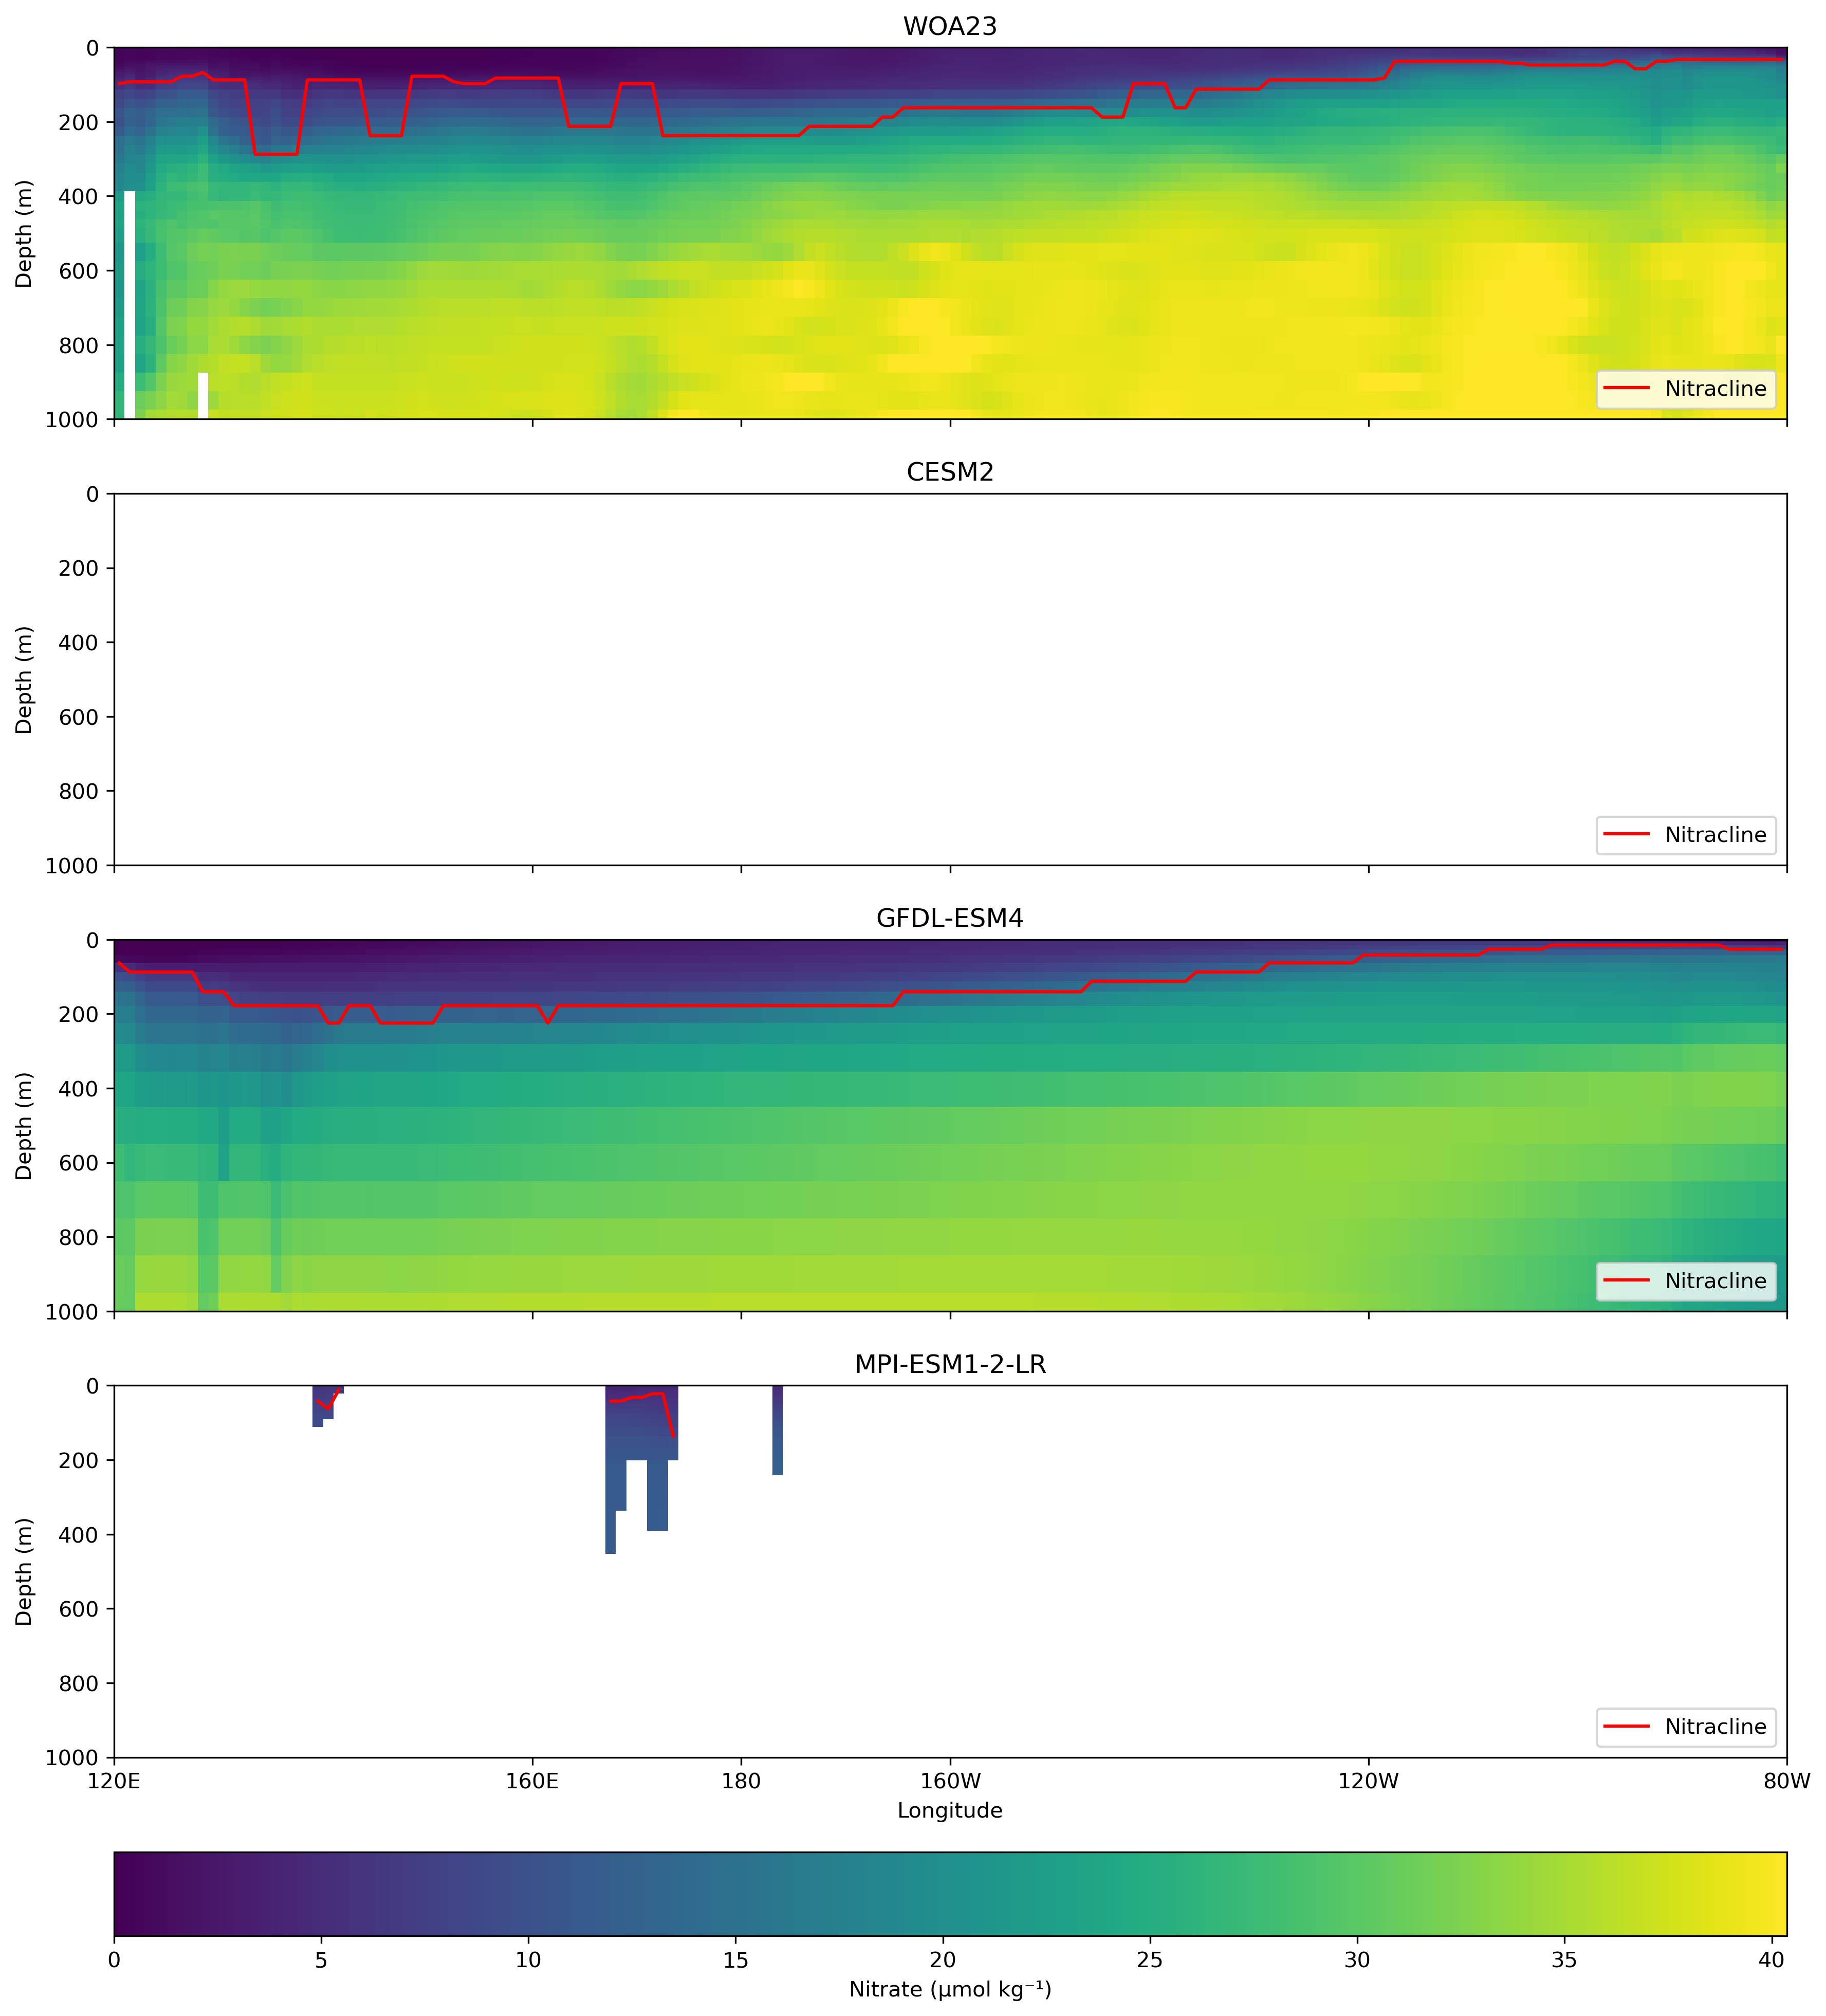 WOA23
0
200
400
600
800
1000
Depth (m)
Nitracline
CESM2
0
200
400
600
800
1000
Depth (m)
Nitracline
GFDL-ESM4
0
200
400
600
800
1000
Depth (m)
Nitracline
MPI-ESM1-2-LR
0
200
400
600
800
1000
Depth (m)
Nitracline
120E 160E 180 160W 120W 80W
Longitude
0 5 10 15 20 25 30 35 40
Nitrate (μmol kg⁻¹)